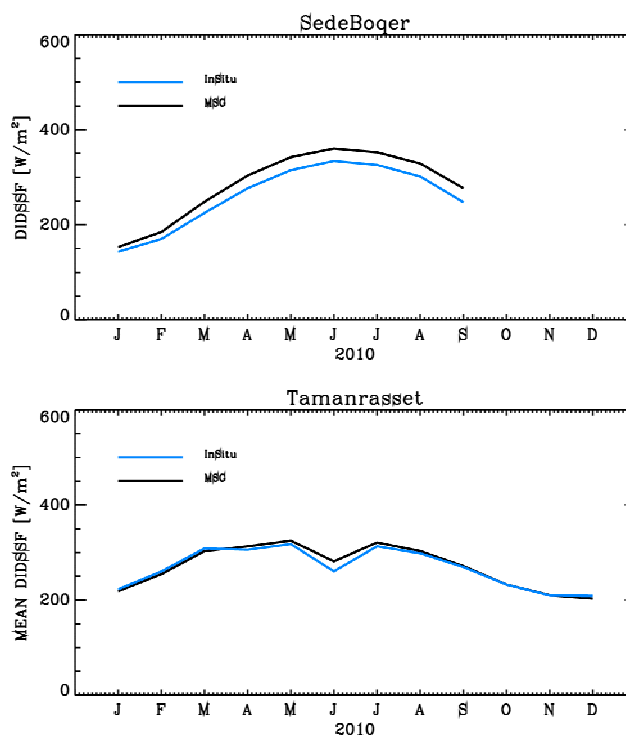 SedeBoqer
600
400
200
0
DIDSSF [W/m²]
InSitu
MSG
J F M A M J J A S O N D
2010
Tamanrasset
600
400
200
0
MEAN DIDSSF [W/m²]
InSitu
MSG
J F M A M J J A S O N D
2010